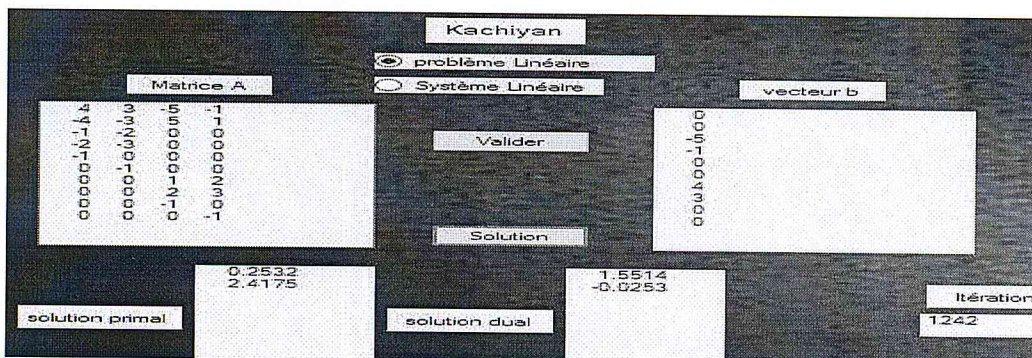 Kachiyan
problème Linéaire
Système Linéaire
Matrice A
vecteur b
4 3 -5 -1
-4 -3 5 1
-1 -2 0 0
-2 -3 0 0
-1 0 0 0
0 -1 0 0
0 0 1 2
0 0 2 3
0 0 -1 0
0 0 0 -1
0
0
-5
-1
0
0
4
3
0
0
Valider
Solution
solution primal
0.2532
2.4175
solution dual
1.5514
-0.0253
Itération
1242